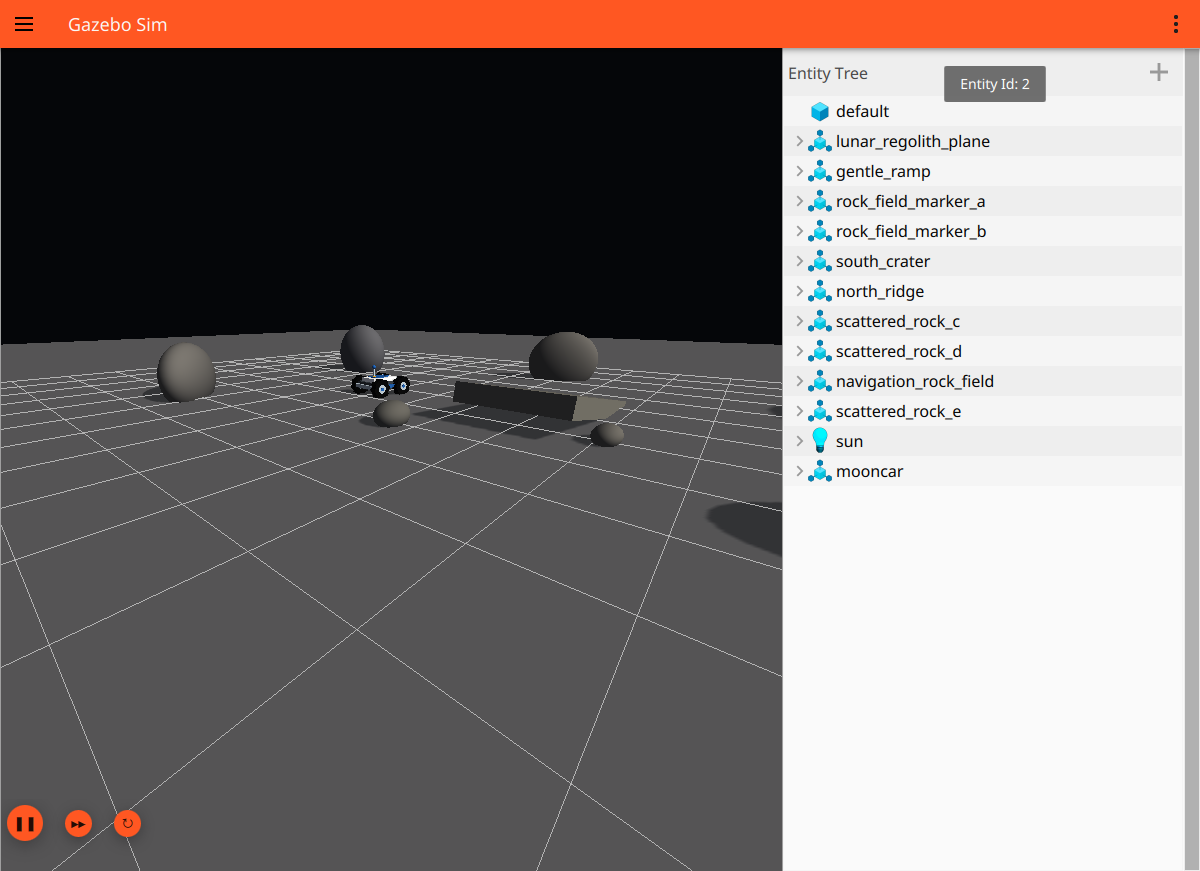 Gazebo Sim
Entity Tree
Entity Id: 2
default
lunar_regolith_plane
gentle_ramp
rock_field_marker_a
rock_field_marker_b
south_crater
north_ridge
scattered_rock_c
scattered_rock_d
navigation_rock_field
scattered_rock_e
sun
mooncar